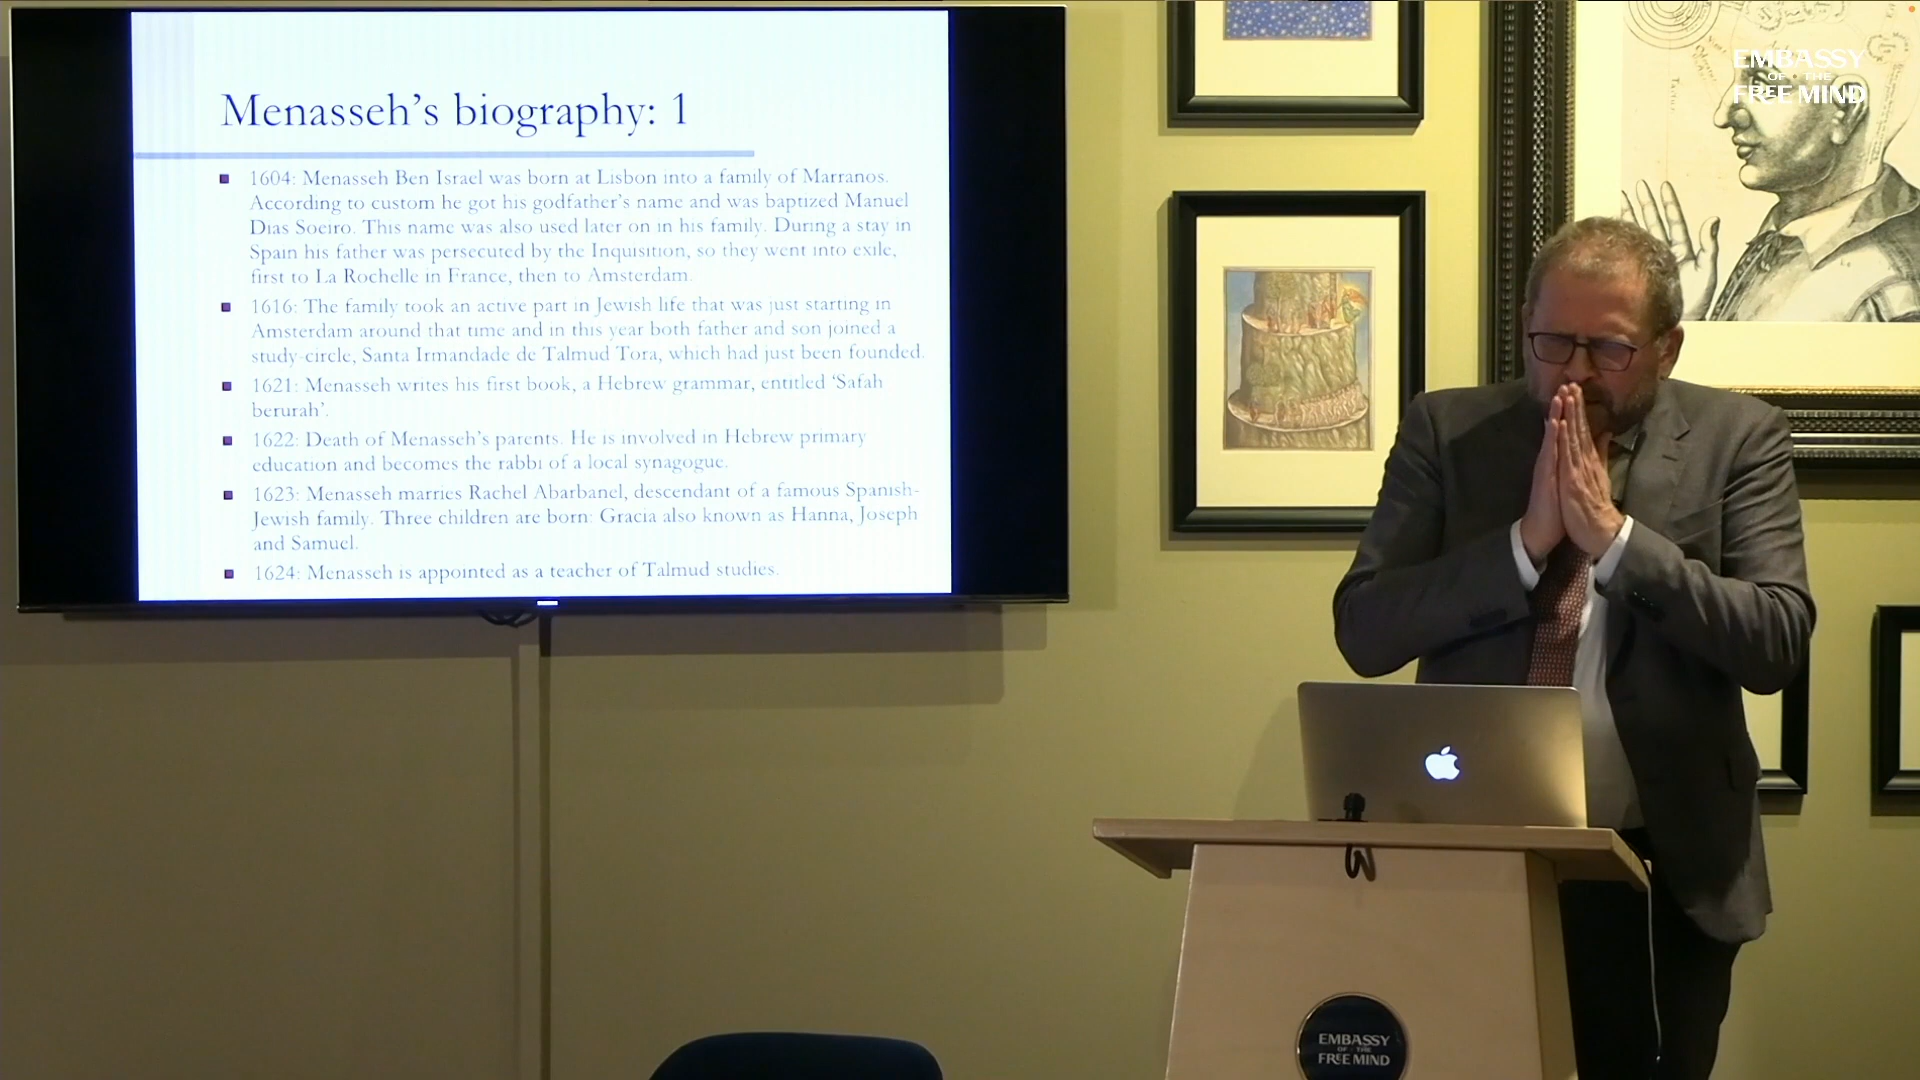 Menasseh's biography: 1
1604: Menasseh Ben Israel was born at Lisbon into a family of Marranos.
According to custom he got his godfather's name and was baptized Manuel
Dias Soeiro. This name was also used later on in his family. During a stay in
Spain his father was persecuted by the Inquisition, so they went into exile,
first to La Rochelle in France, then to Amsterdam.
1616: The family took an active part in Jewish life that was just starting in
Amsterdam around that time and in this year both father and son joined a
study-circle, Santa Irmandade de Talmud Tora, which had just been founded.
1621: Menasseh writes his first book, a Hebrew grammar, entitled 'Safah
berurah'.
1622: Death of Menasseh's parents. He is involved in Hebrew primary
education and becomes the rabbi of a local synagogue.
1623: Menasseh marries Rachel Abarbanel, descendant of a famous Spanish-
Jewish family. Three children are born: Gracia also known as Hanna, Joseph
and Samuel.
1624: Menasseh is appointed as a teacher of Talmud studies.
EMBASSY
OF THE
FREE MIND
EMBASSY
OF THE
FREE MIND